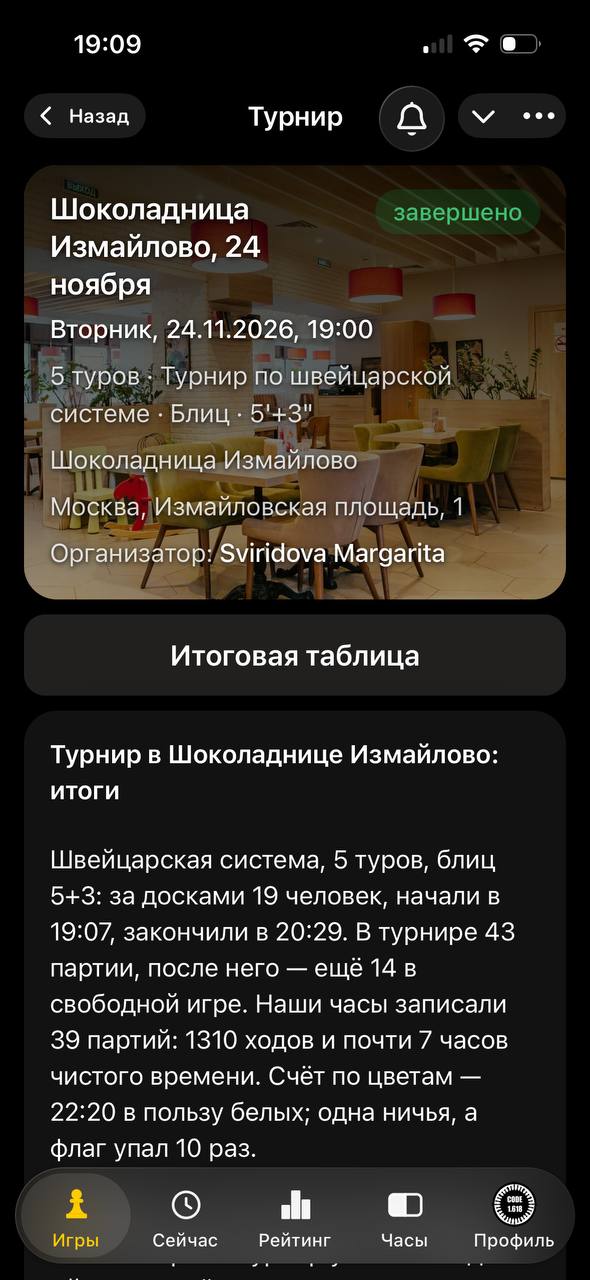 19:09
Назад
Турнир
ВЫХОД
Шоколадница
завершено
Измайлово, 24
ноября
Вторник, 24.11.2026, 19:00
5 туров · Турнир по швейцарской
системе · Блиц · 5'+3"
Шоколадница Измайлово
Москва, Измайловская площадь, 1
Организатор: Sviridova Margarita
Итоговая таблица
Турнир в Шоколаднице Измайлово:
итоги
Швейцарская система, 5 туров, блиц
5+3: за досками 19 человек, начали в
19:07, закончили в 20:29. В турнире 43
партии, после него — ещё 14 в
свободной игре. Наши часы записали
39 партий: 1310 ходов и почти 7 часов
чистого времени. Счёт по цветам —
22:20 в пользу белых; одна ничья, а
флаг упал 10 раз.
CODE
1.618
Игры
Сейчас
Рейтинг
Часы
Профиль